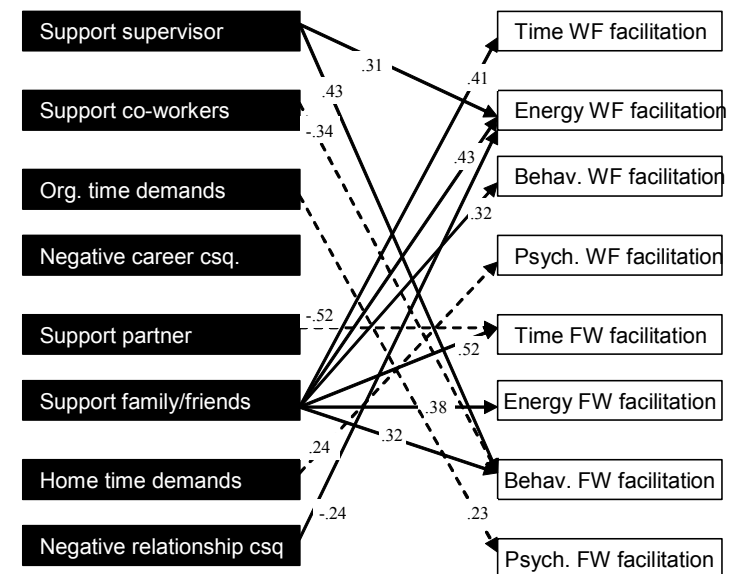 Support supervisor
Time WF facilitation
.31
.41
.43
Support co-workers
Energy WF facilitation
-.34
.43
Behav. WF facilitation
Org. time demands
.32
Negative career csq.
Psych. WF facilitation
-.52
Support partner
Time FW facilitation
.52
Support family/friends
Energy FW facilitation
.38
.32
.24
Home time demands
Behav. FW facilitation
-.24
.23
Negative relationship csq
Psych. FW facilitation